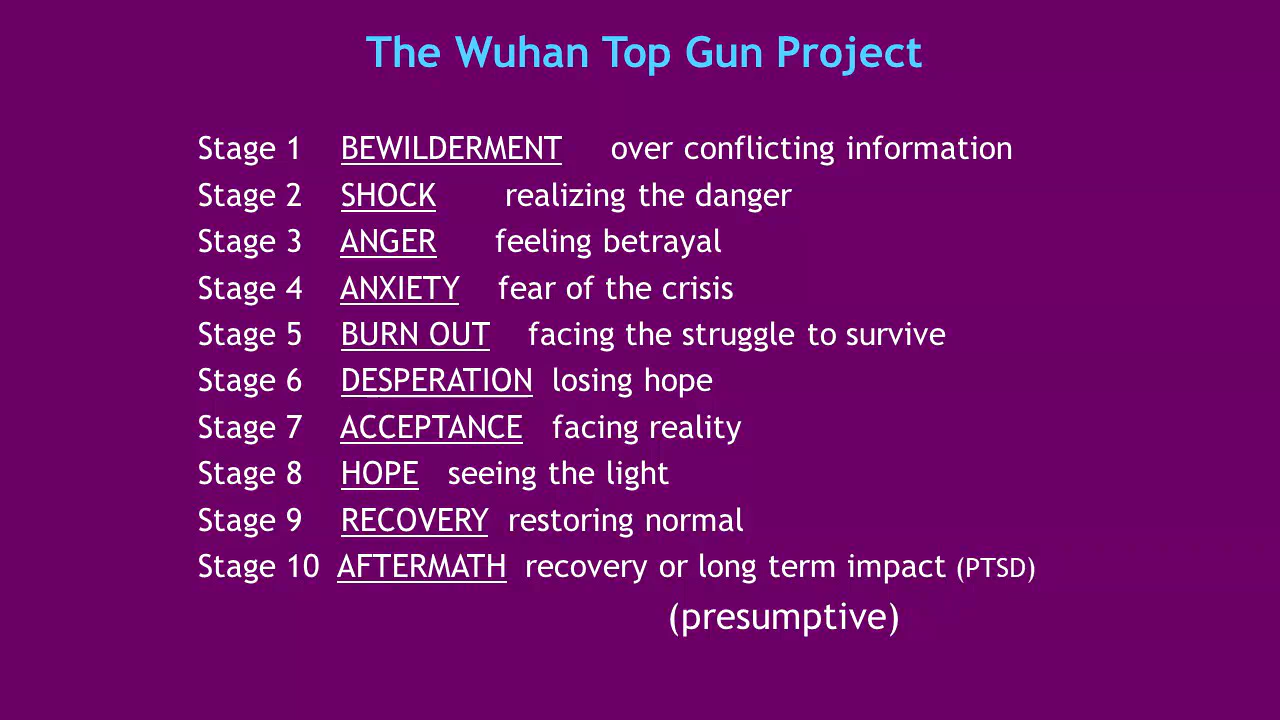 The Wuhan Top Gun Project
Stage 1 BEWILDERMENT over conflicting information
Stage 2 SHOCK realizing the danger
Stage 3 ANGER feeling betrayal
Stage 4 ANXIETY fear of the crisis
Stage 5 BURN OUT facing the struggle to survive
Stage 6 DESPERATION losing hope
Stage 7 ACCEPTANCE facing reality
Stage 8 HOPE seeing the light
Stage 9 RECOVERY restoring normal
Stage 10 AFTERMATH recovery or long term impact (PTSD)
(presumptive)